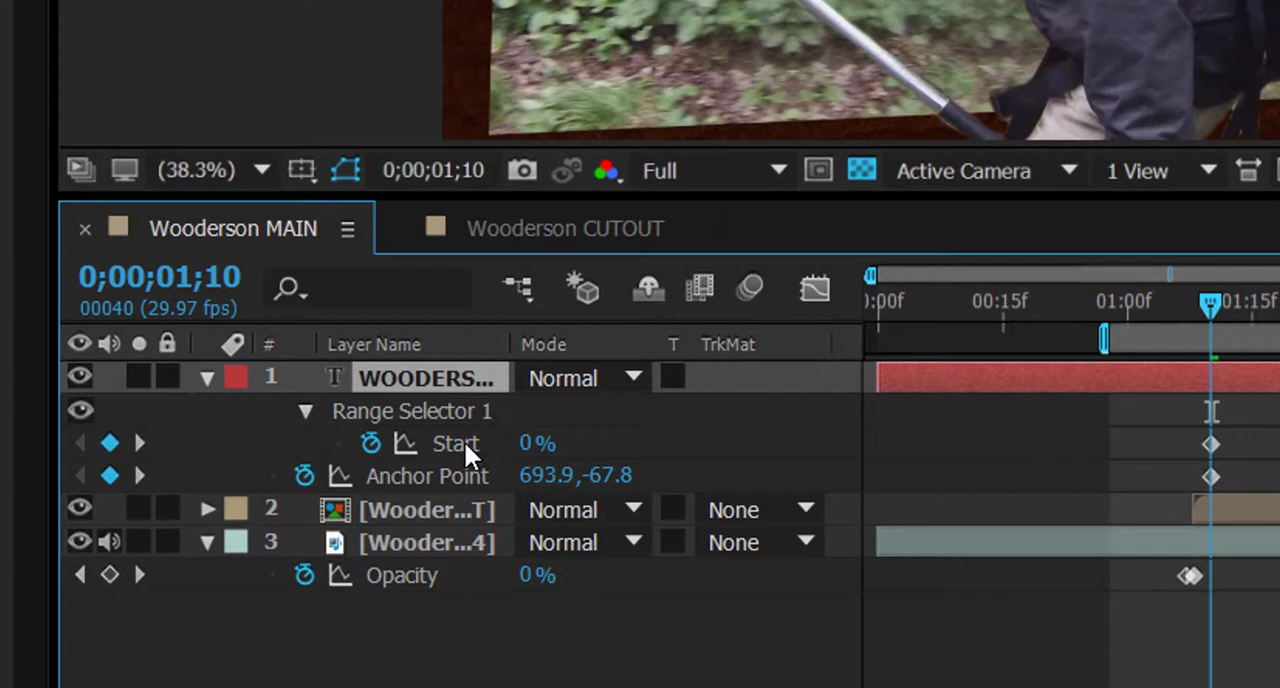 (38.3%) 0;00;01;10 Full Active Camera 1 View
Wooderson MAIN Wooderson CUTOUT
0;00;01;10
00040 (29.97 fps)
):00f 00:15f 01:00f 01:15f
# Layer Name Mode T TrkMat
1 T WOODERS... Normal
Range Selector 1
Start 0 %
Anchor Point 693.9,-67.8
2 [Wooder...T] Normal None
3 [Wooder...4] Normal None
Opacity 0 %